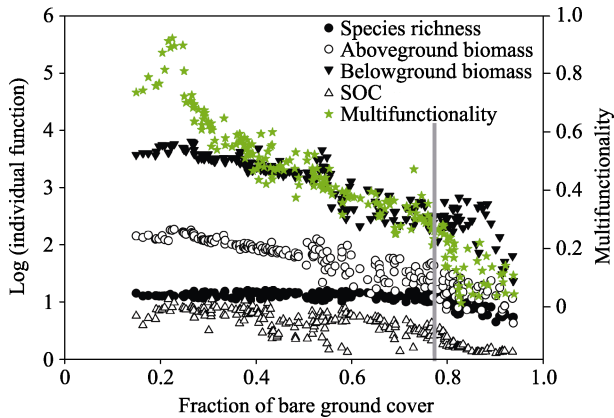 6
5
4
3
2
1
0
Log (individual function)
Species richness
Aboveground biomass
Belowground biomass
SOC
Multifunctionality
1.0
0.8
0.6
0.4
0.2
0
Multifunctionality
0
0.2
0.4
0.6
0.8
1.0
Fraction of bare ground cover